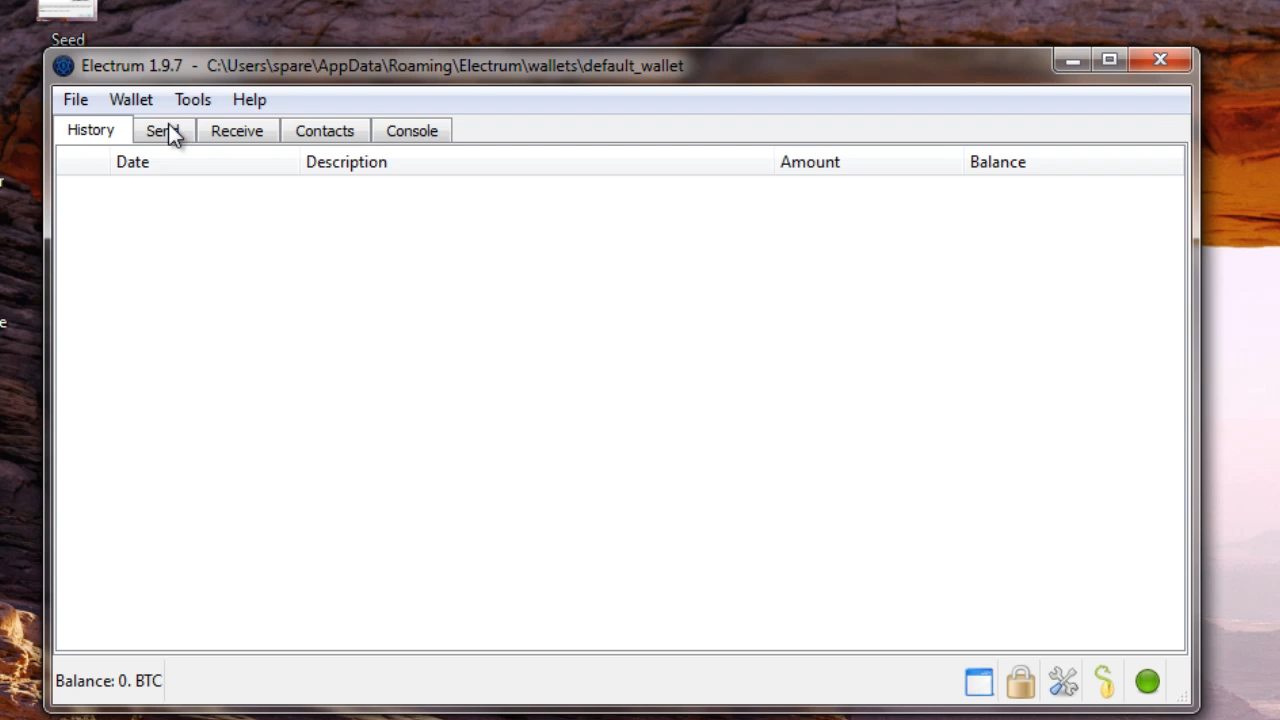 Seed
Electrum 1.9.7 - C:\Users\spare\AppData\Roaming\Electrum\wallets\default_wallet
File Wallet Tools Help
History Send Receive Contacts Console
Date Description Amount Balance
Balance: 0. BTC